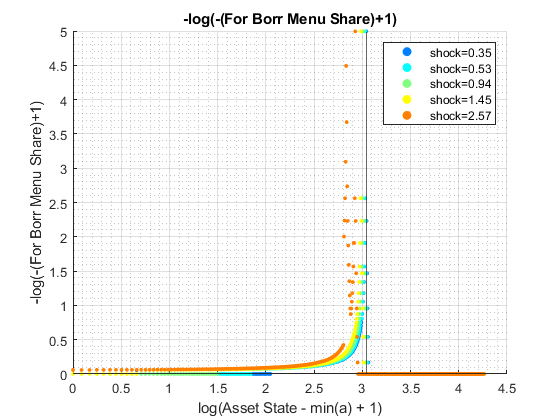 -log(-(For Borr Menu Share)+1)
-log(-(For Borr Menu Share)+1)
5
4.5
4
3.5
3
2.5
2
1.5
1
0.5
0
shock=0.35
shock=0.53
shock=0.94
shock=1.45
shock=2.57
0 0.5 1 1.5 2 2.5 3 3.5 4 4.5
log(Asset State - min(a) + 1)